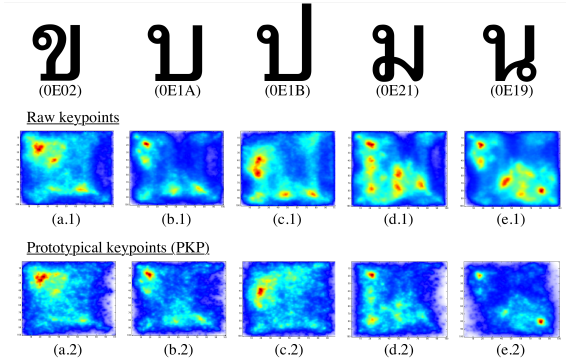 ข บ ป ม น
(0E02) (0E1A) (0E1B) (0E21) (0E19)
Raw keypoints
(a.1) (b.1) (c.1) (d.1) (e.1)
Prototypical keypoints (PKP)
(a.2) (b.2) (c.2) (d.2) (e.2)